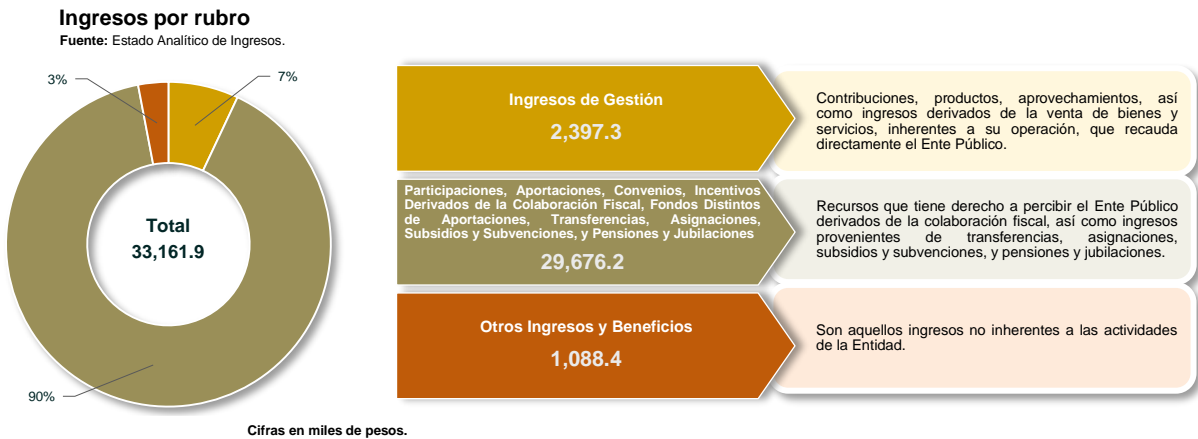 Ingresos por rubro
Fuente: Estado Analítico de Ingresos.
3%
7%
Total
33,161.9
90%
Ingresos de Gestión
2,397.3
Contribuciones, productos, aprovechamientos, así
como ingresos derivados de la venta de bienes y
servicios, inherentes a su operación, que recauda
directamente el Ente Público.
Participaciones, Aportaciones, Convenios, Incentivos
Derivados de la Colaboración Fiscal, Fondos Distintos
de Aportaciones, Transferencias, Asignaciones,
Subsidios y Subvenciones, y Pensiones y Jubilaciones
29,676.2
Recursos que tiene derecho a percibir el Ente Público
derivados de la colaboración fiscal, así como ingresos
provenientes de transferencias, asignaciones,
subsidios y subvenciones, y pensiones y jubilaciones.
Otros Ingresos y Beneficios
1,088.4
Son aquellos ingresos no inherentes a las actividades
de la Entidad.
Cifras en miles de pesos.